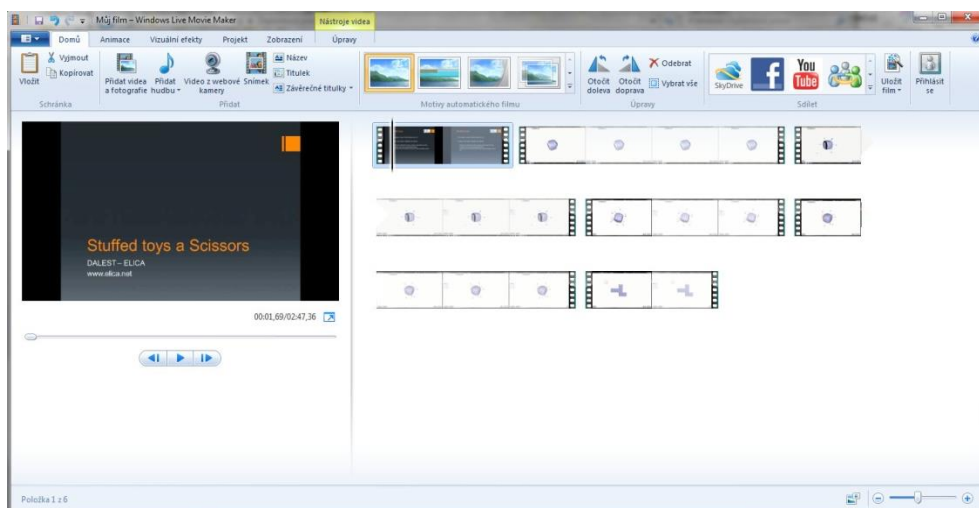 Můj film – Windows Live Movie Maker
Nástroje videa
Domů Animace Vizuální efekty Projekt Zobrazení Úpravy
Vložit
Vyjmout
Kopírovat
Schránka
Přidat videa a fotografie
Přidat hudbu
Video z webové kamery
Snímek
Název
Titulek
Závěrečné titulky
Přidat
Motivy automatického filmu
Otočit doleva
Otočit doprava
Odebrat
Vybrat vše
Úpravy
SkyDrive
f
You Tube
Sdílet
Uložit film
Přihlásit se
Stuffed toys a Scissors
DALEST – ELICA
www.elica.net
00:01,69/02:47,36
Položka 1 z 6